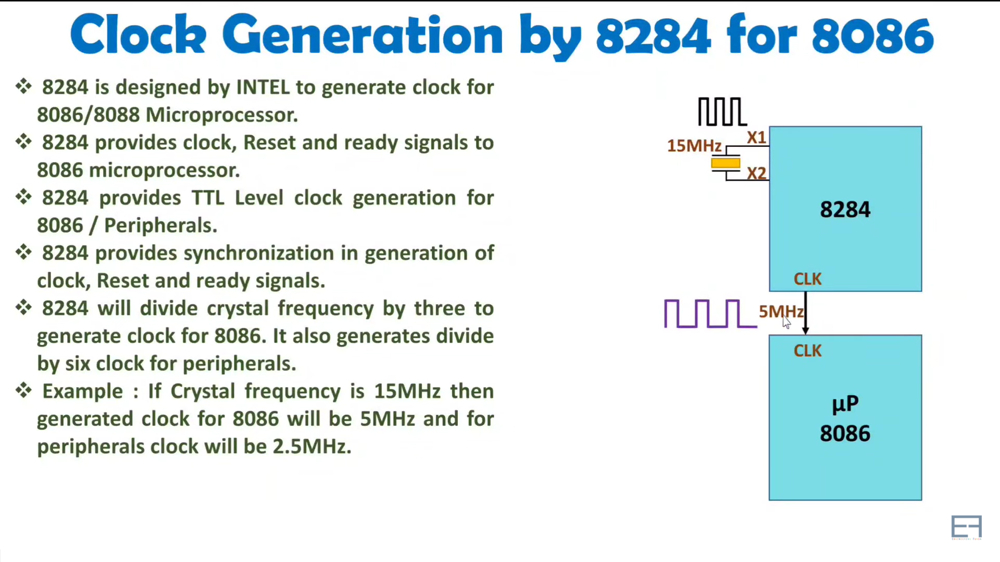 Clock Generation by 8284 for 8086
❖ 8284 is designed by INTEL to generate clock for
8086/8088 Microprocessor.
❖ 8284 provides clock, Reset and ready signals to
8086 microprocessor.
❖ 8284 provides TTL Level clock generation for
8086 / Peripherals.
❖ 8284 provides synchronization in generation of
clock, Reset and ready signals.
❖ 8284 will divide crystal frequency by three to
generate clock for 8086. It also generates divide
by six clock for peripherals.
❖ Example : If Crystal frequency is 15MHz then
generated clock for 8086 will be 5MHz and for
peripherals clock will be 2.5MHz.
X1
15MHz
X2
8284
CLK
5MHz
CLK
µP
8086
EF